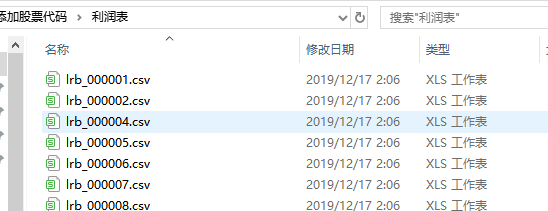 添加股票代码 > 利润表
搜索"利润表"
名称 修改日期 类型
lrb_000001.csv 2019/12/17 2:06 XLS 工作表
lrb_000002.csv 2019/12/17 2:06 XLS 工作表
lrb_000004.csv 2019/12/17 2:06 XLS 工作表
lrb_000005.csv 2019/12/17 2:06 XLS 工作表
lrb_000006.csv 2019/12/17 2:06 XLS 工作表
lrb_000007.csv 2019/12/17 2:06 XLS 工作表
lrb_000008.csv 2019/12/17 2:06 XLS 工作表